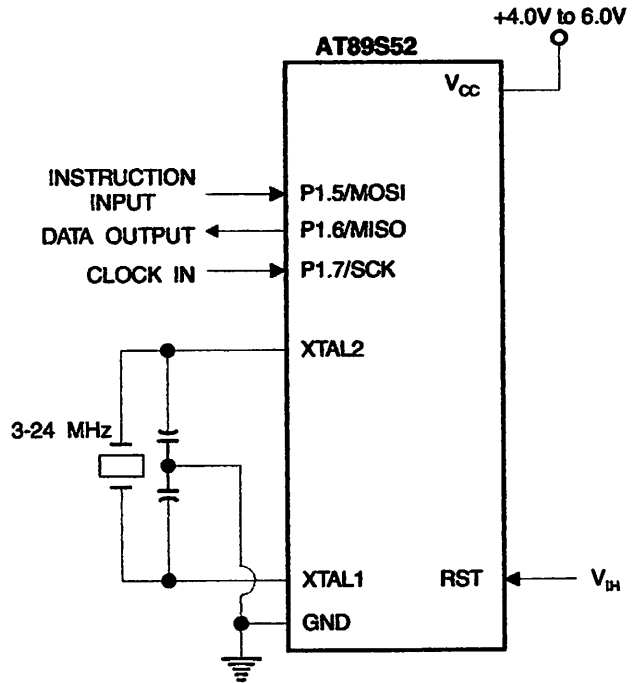 +4.0V to 6.0V
AT89S52
VCC
INSTRUCTION
INPUT
P1.5/MOSI
DATA OUTPUT
P1.6/MISO
CLOCK IN
P1.7/SCK
XTAL2
3-24 MHz
XTAL1
RST
VIH
GND